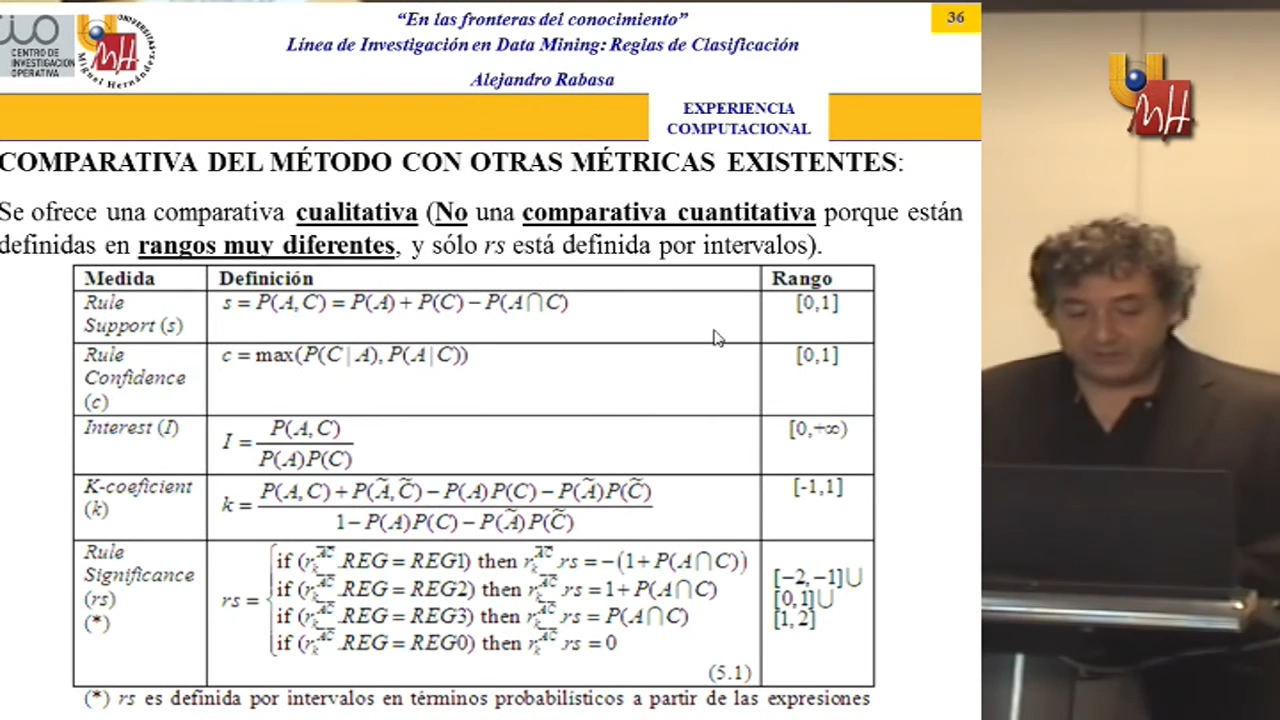 CENTRO DE
INVESTIGACION
OPERATIVA
UNIVERSITAS
Miguel Hernández
"En las fronteras del conocimiento"
Línea de Investigación en Data Mining: Reglas de Clasificación
Alejandro Rabasa
36
EXPERIENCIA
COMPUTACIONAL
COMPARATIVA DEL MÉTODO CON OTRAS MÉTRICAS EXISTENTES:
Se ofrece una comparativa cualitativa (No una comparativa cuantitativa porque están
definidas en rangos muy diferentes, y sólo rs está definida por intervalos).
Medida Definición Rango
Rule Support (s) s = P(A,C) = P(A) + P(C) − P(A⋂C) [0,1]
Rule Confidence (c) c = max(P(C | A), P(A | C)) [0,1]
Interest (I) I = P(A,C) / P(A)P(C) [0,+∞)
K-coeficient (k) k = P(A,C) + P(Ã,C̃) − P(A)P(C) − P(Ã)P(C̃) / 1 − P(A)P(C) − P(Ã)P(C̃) [-1,1]
Rule Significance (rs) (*) rs =
if (r_k^AC.REG = REG1) then r_k^AC rs = −(1 + P(A⋂C))
if (r_k^AC.REG = REG2) then r_k^AC rs = 1 + P(A⋂C)
if (r_k^AC.REG = REG3) then r_k^AC rs = P(A⋂C)
if (r_k^AC.REG = REG0) then r_k^AC rs = 0
(5.1)
[−2,−1]∪
[0,1]∪
[1,2]
(*) rs es definida por intervalos en términos probabilísticos a partir de las expresiones